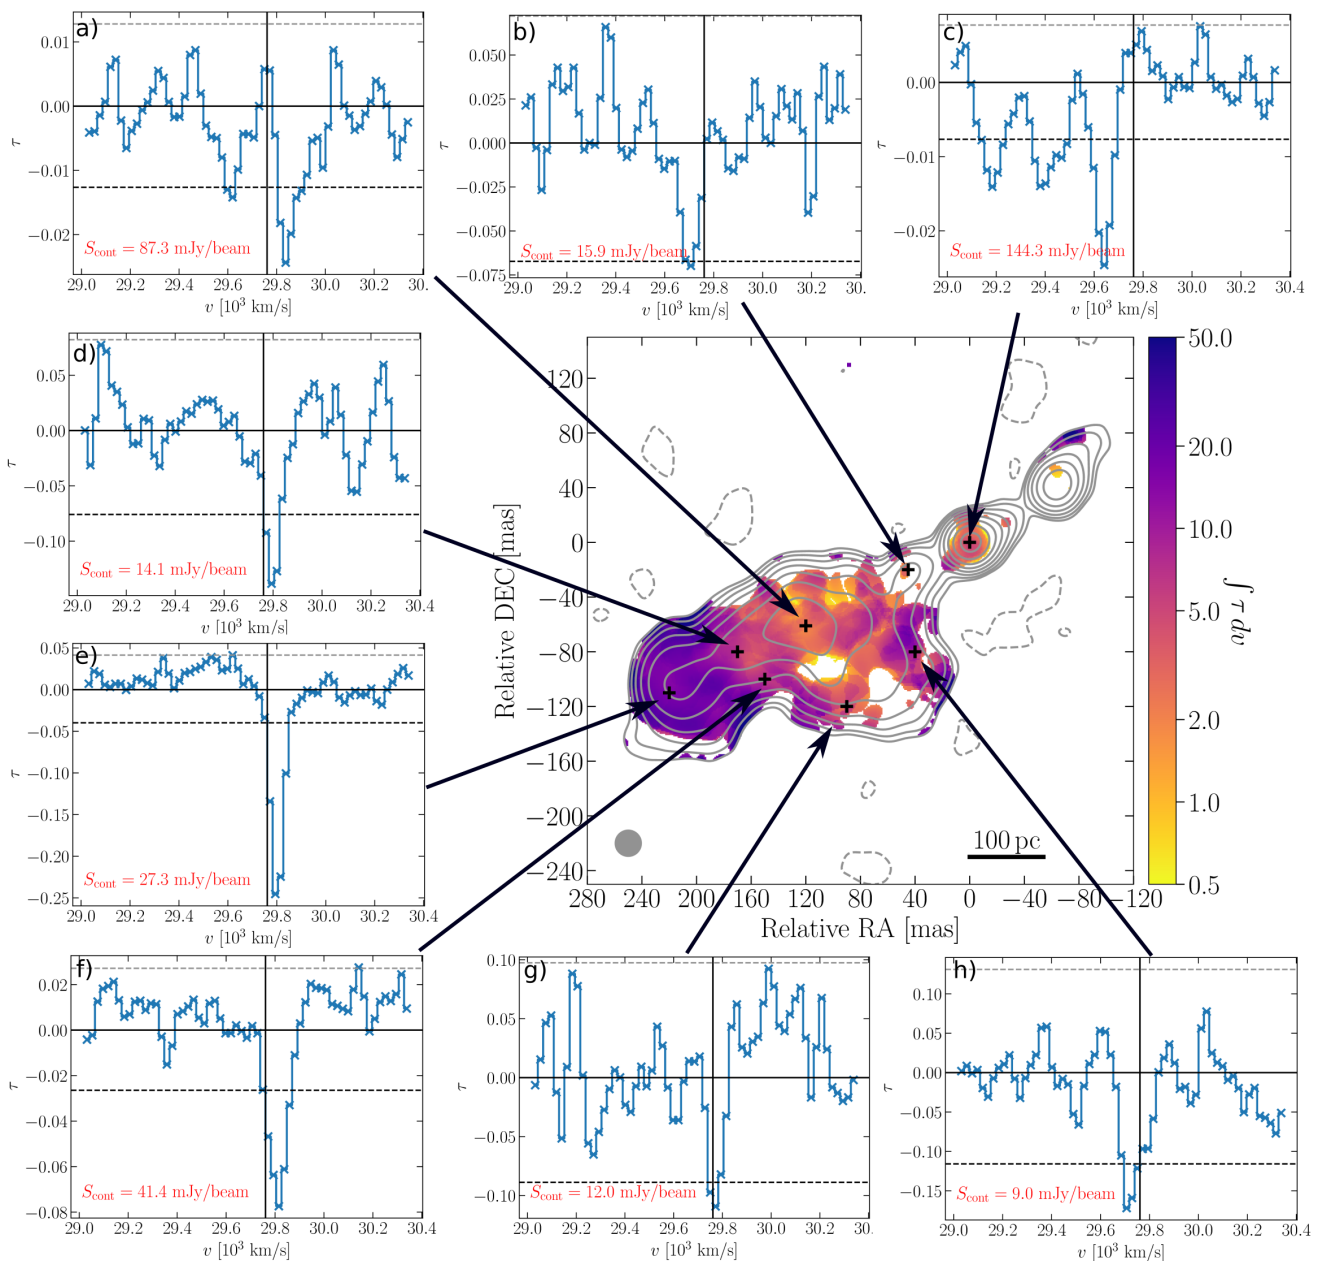 a)
0.01
0.00
−0.01
−0.02
τ
S_cont = 87.3 mJy/beam
29.0 29.2 29.4 29.6 29.8 30.0 30.2 30.
v [10³ km/s]
b)
0.050
0.025
0.000
−0.025
−0.050
−0.075
τ
S_cont = 15.9 mJy/beam
29.0 29.2 29.4 29.6 29.8 30.0 30.2 30.
v [10³ km/s]
c)
0.00
−0.01
−0.02
τ
S_cont = 144.3 mJy/beam
29.0 29.2 29.4 29.6 29.8 30.0 30.2 30.4
v [10³ km/s]
d)
0.05
0.00
−0.05
−0.10
τ
S_cont = 14.1 mJy/beam
29.0 29.2 29.4 29.6 29.8 30.0 30.2 30.4
v [10³ km/s]
120
80
40
0
−40
−80
−120
−160
−200
−240
Relative DEC [mas]
100 pc
280 240 200 160 120 80 40 0 −40 −80 −120
Relative RA [mas]
50.0
20.0
10.0
5.0
2.0
1.0
0.5
∫ τ dv
e)
0.05
0.00
−0.05
−0.10
−0.15
−0.20
−0.25
τ
S_cont = 27.3 mJy/beam
29.0 29.2 29.4 29.6 29.8 30.0 30.2 30.4
v [10³ km/s]
f)
0.02
0.00
−0.02
−0.04
−0.06
−0.08
τ
S_cont = 41.4 mJy/beam
29.0 29.2 29.4 29.6 29.8 30.0 30.2 30.4
v [10³ km/s]
g)
0.10
0.05
0.00
−0.05
−0.10
τ
S_cont = 12.0 mJy/beam
29.0 29.2 29.4 29.6 29.8 30.0 30.2 30.4
v [10³ km/s]
h)
0.10
0.05
0.00
−0.05
−0.10
−0.15
τ
S_cont = 9.0 mJy/beam
29.0 29.2 29.4 29.6 29.8 30.0 30.2 30.4
v [10³ km/s]